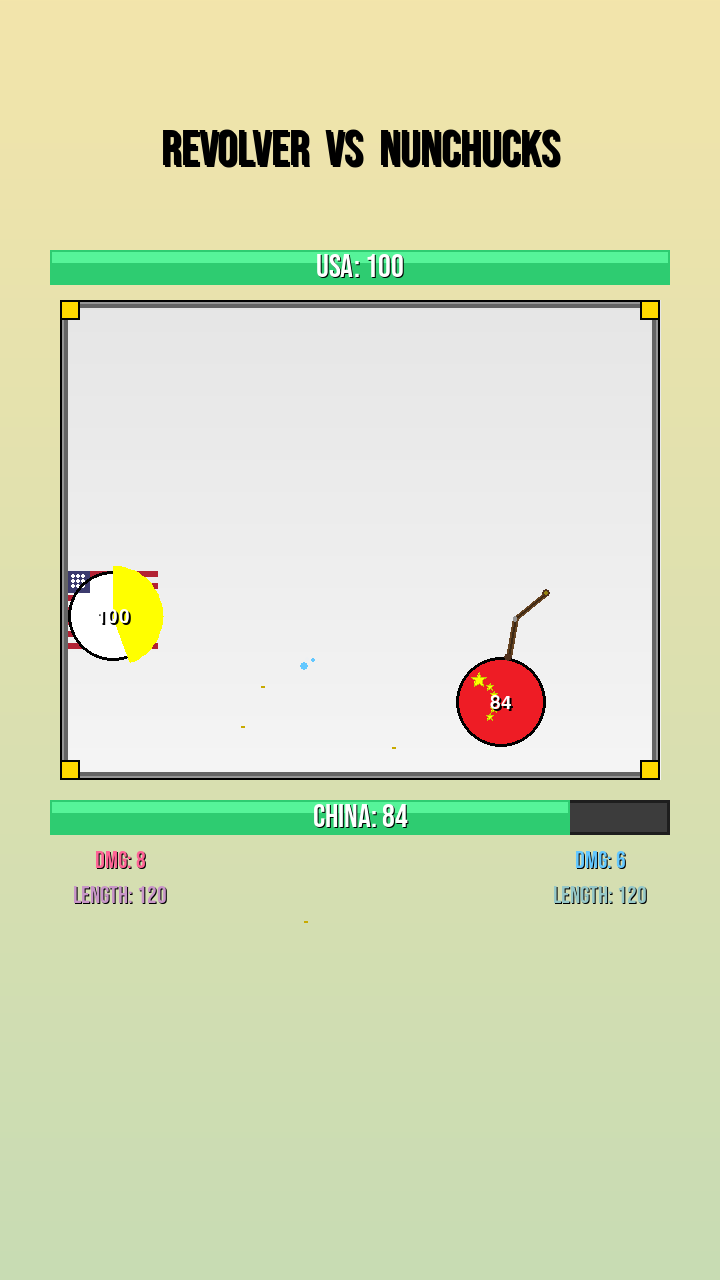 REVOLVER VS NUNCHUCKS
USA: 100
100
84
CHINA: 84
DMG: 8
DMG: 6
LENGTH: 120
LENGTH: 120